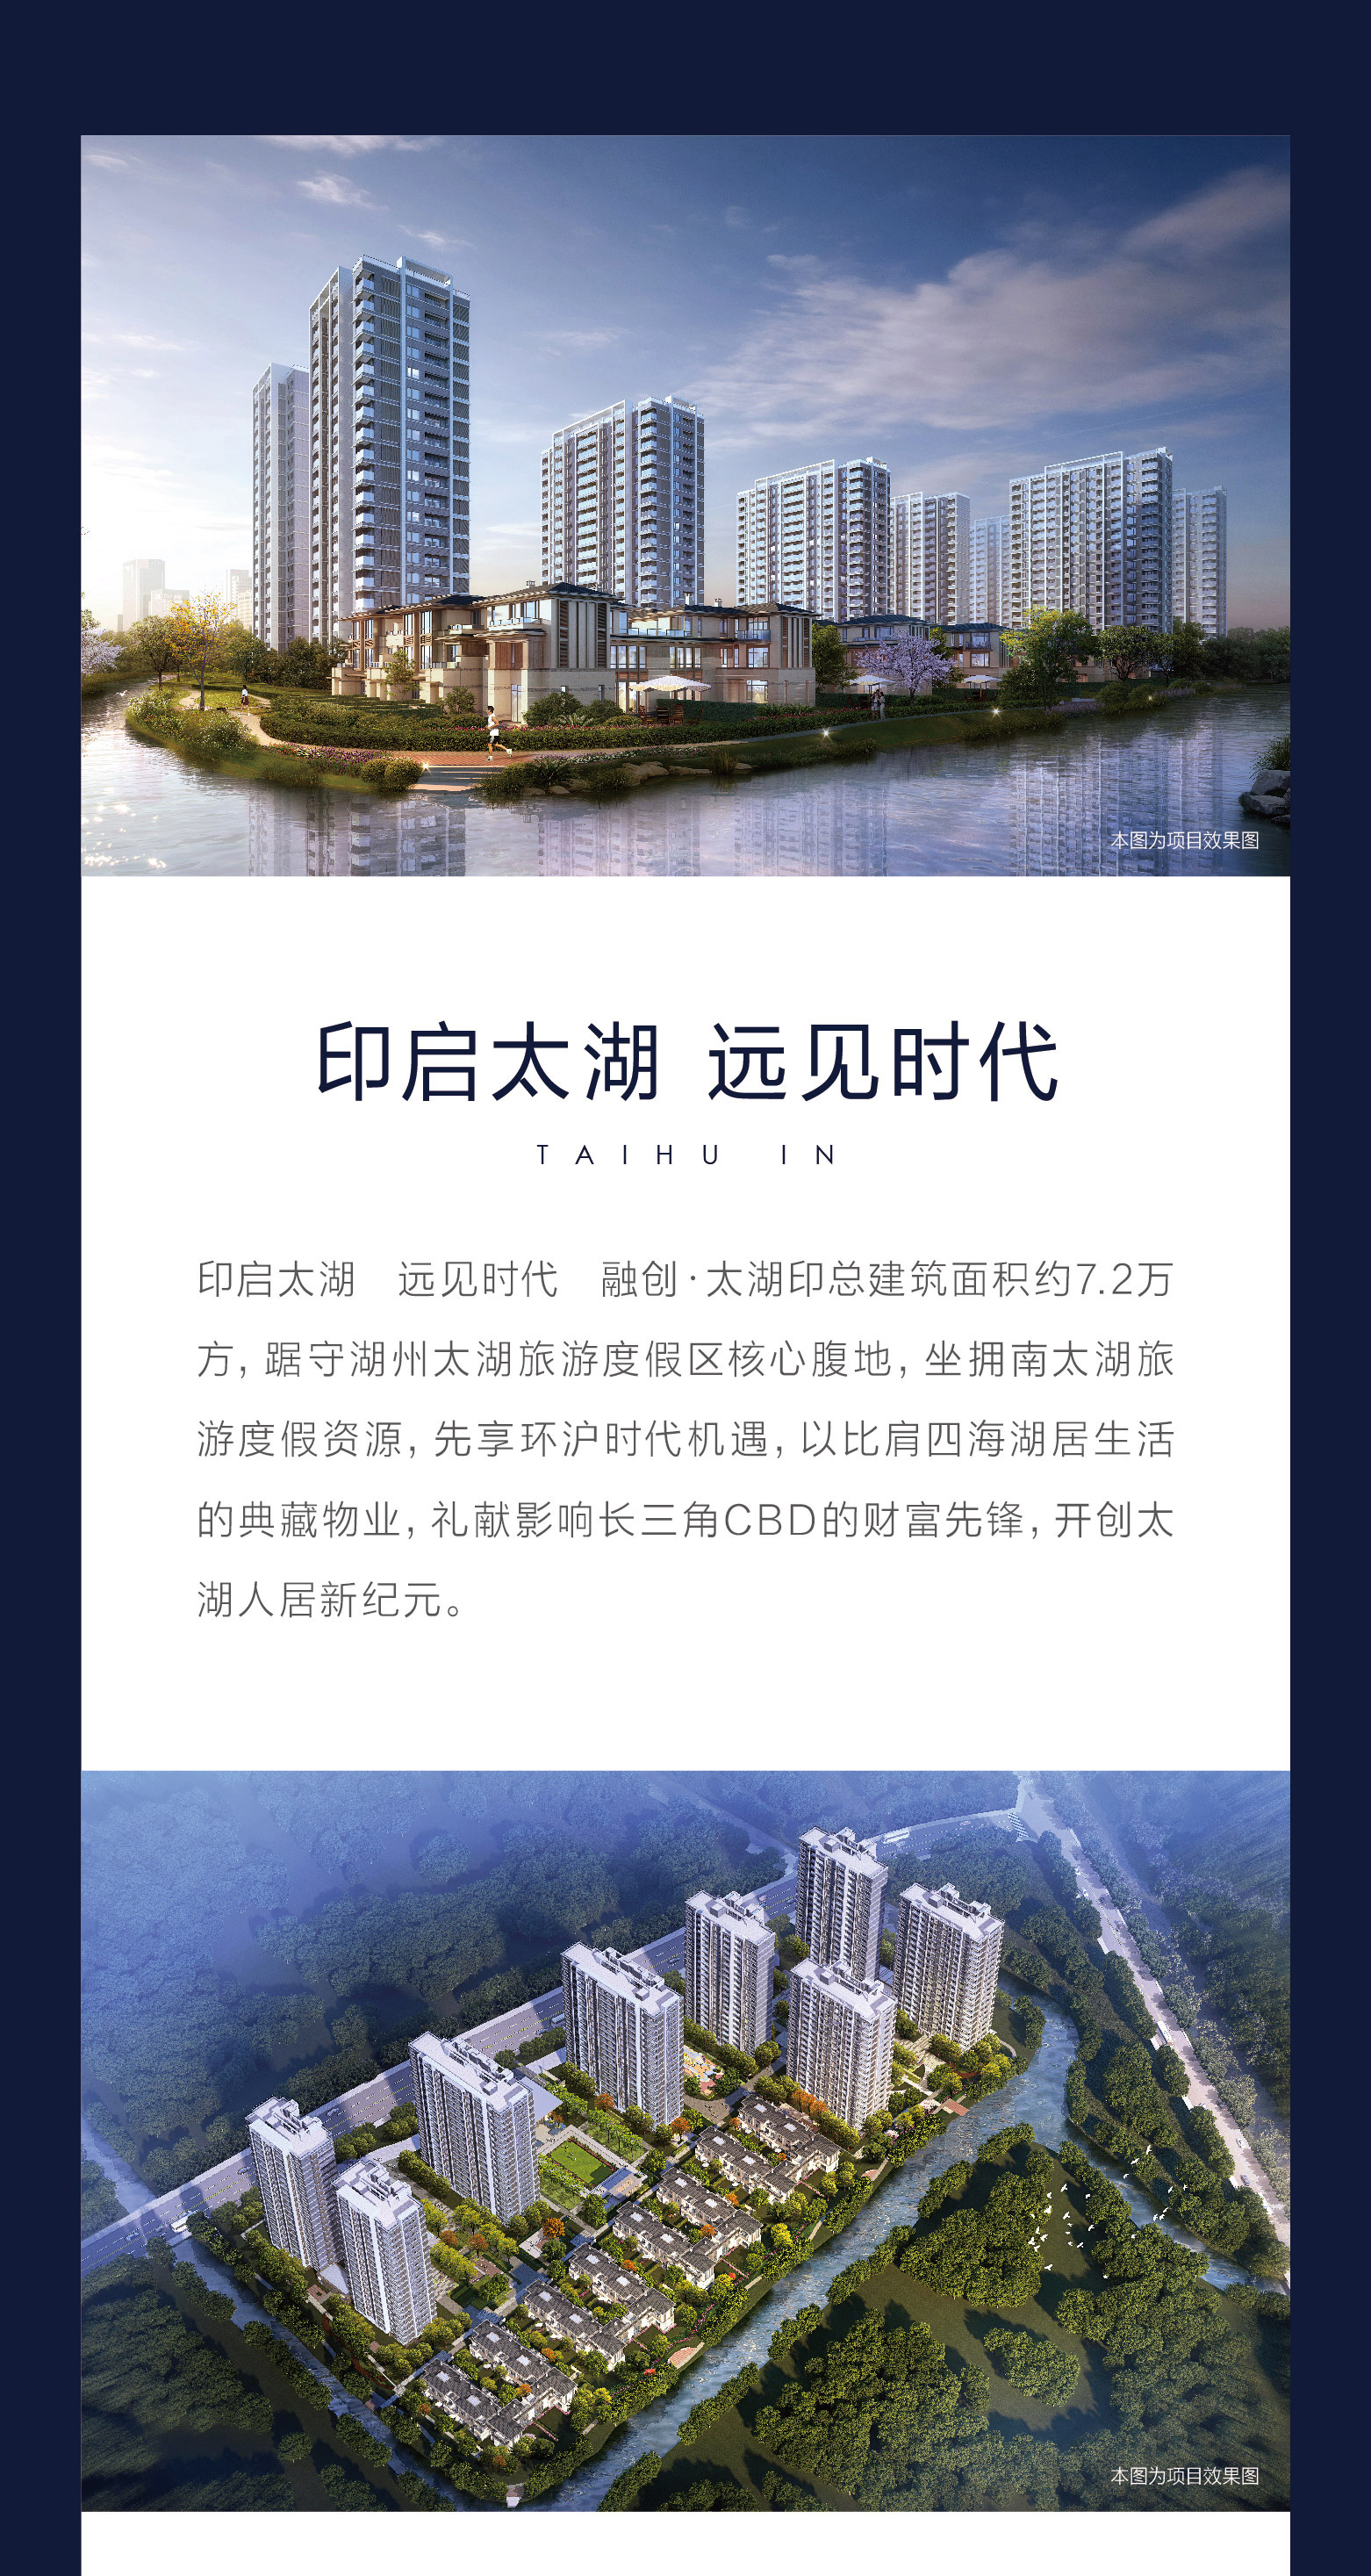 本图为项目效果图
印启太湖 远见时代
TAIHU IN
印启太湖 远见时代 融创·太湖印总建筑面积约7.2万
方，踞守湖州太湖旅游度假区核心腹地，坐拥南太湖旅
游度假资源，先享环沪时代机遇，以比肩四海湖居生活
的典藏物业，礼献影响长三角CBD的财富先锋，开创太
湖人居新纪元。
本图为项目效果图